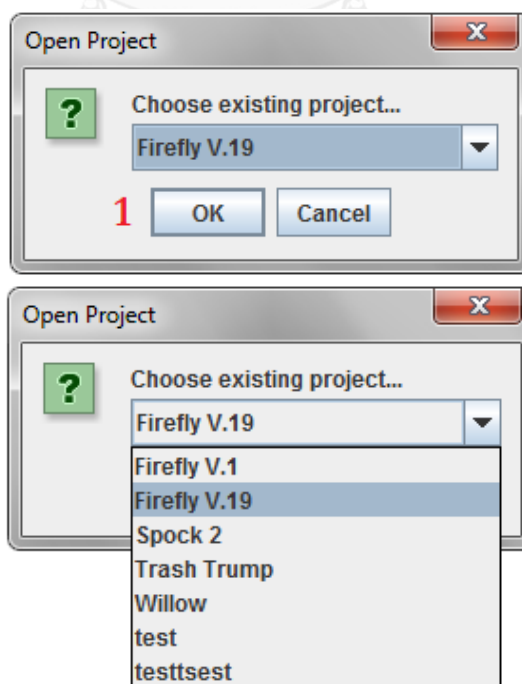 Open Project
x
?
Choose existing project...
Firefly V.19
1 OK Cancel
Open Project
x
?
Choose existing project...
Firefly V.19
Firefly V.1
Firefly V.19
Spock 2
Trash Trump
Willow
test
testtsest